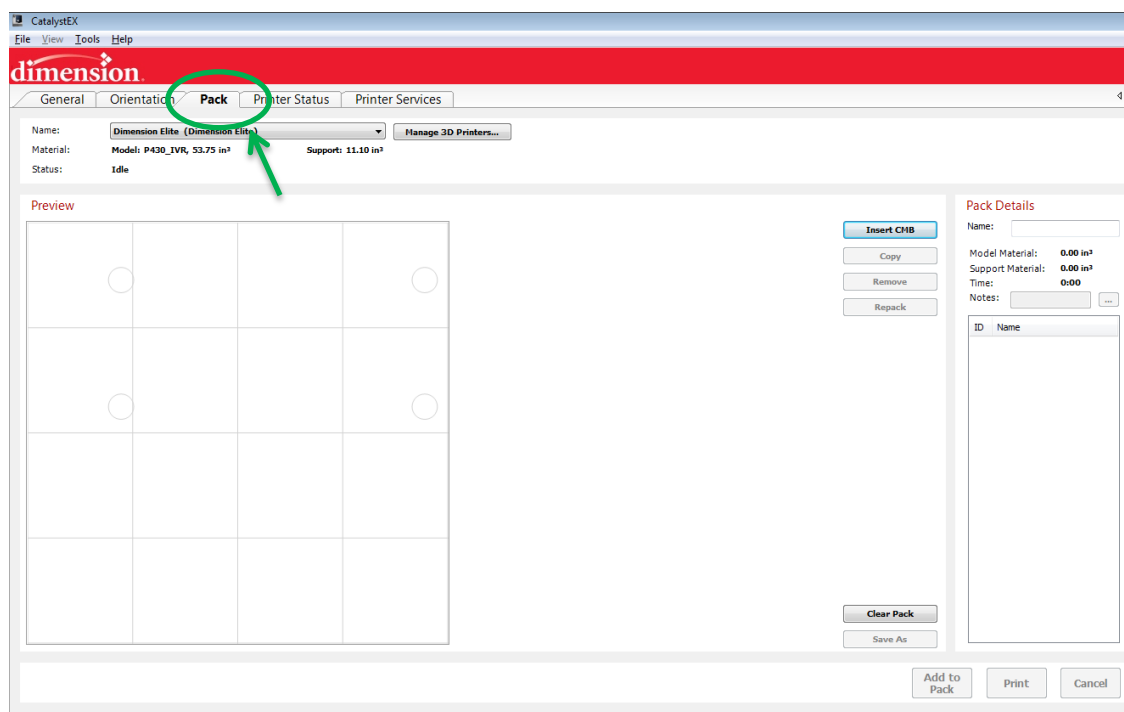 CatalystEX
File View Tools Help
dimension.
General Orientation Pack Printer Status Printer Services
Name: Dimension Elite (Dimension Elite) Manage 3D Printers...
Material: Model: P430_IVR, 53.75 in³ Support: 11.10 in³
Status: Idle
Preview
Insert CMB
Copy
Remove
Repack
Clear Pack
Save As
Pack Details
Name:
Model Material: 0.00 in³
Support Material: 0.00 in³
Time: 0:00
Notes: ...
ID Name
Add to
Pack
Print
Cancel